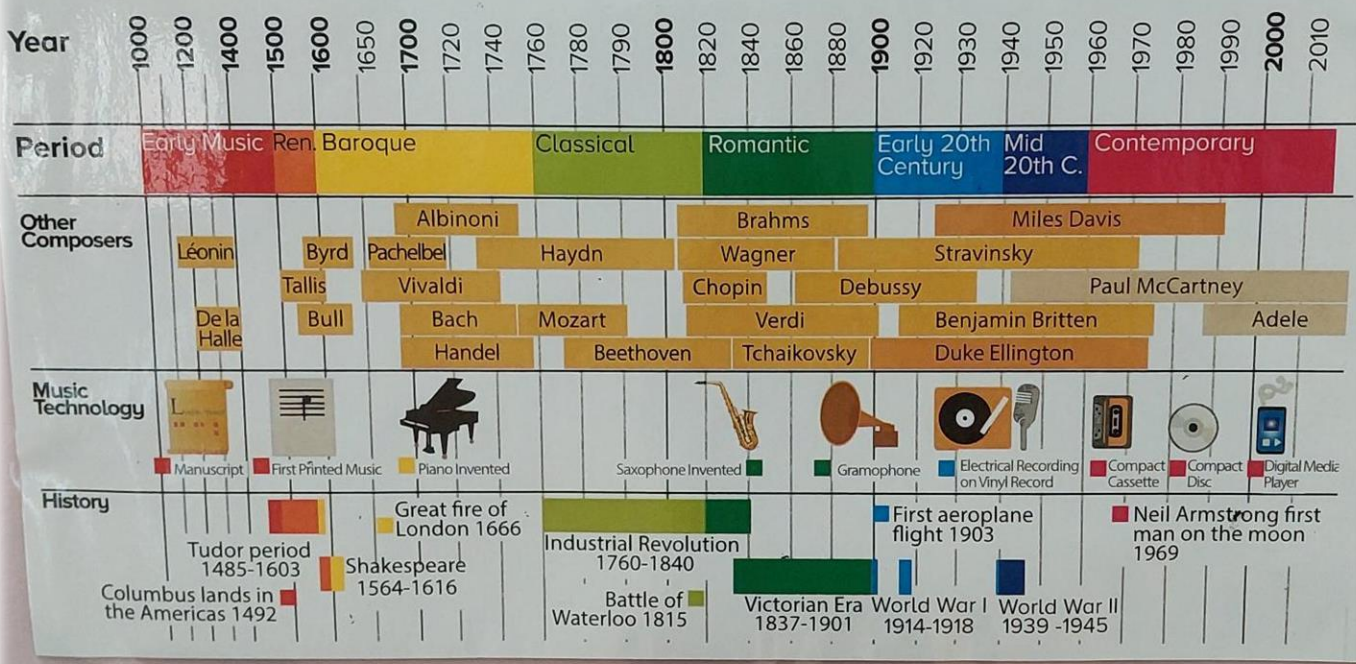 Year 1000 1200 1400 1500 1600 1650 1700 1720 1740 1760 1780 1790 1800 1820 1840 1860 1880 1900 1920 1930 1940 1950 1960 1970 1980 1990 2000 2010
Period
Early Music
Ren.
Baroque
Classical
Romantic
Early 20th
Century
Mid
20th C.
Contemporary
Other
Composers
Albinoni
Brahms
Miles Davis
Léonin
Byrd
Pachelbel
Haydn
Wagner
Stravinsky
Tallis
Vivaldi
Chopin
Debussy
Paul McCartney
De la
Halle
Bull
Bach
Mozart
Verdi
Benjamin Britten
Adele
Handel
Beethoven
Tchaikovsky
Duke Ellington
Music
Technology
Manuscript
First Printed Music
Piano Invented
Saxophone Invented
Gramophone
Electrical Recording
on Vinyl Record
Compact
Cassette
Compact
Disc
Digital Media
Player
History
Tudor period
1485-1603
Columbus lands in
the Americas 1492
Great fire of
London 1666
Shakespeare
1564-1616
Industrial Revolution
1760-1840
Battle of
Waterloo 1815
Victorian Era
1837-1901
First aeroplane
flight 1903
World War I
1914-1918
World War II
1939 -1945
Neil Armstrong first
man on the moon
1969